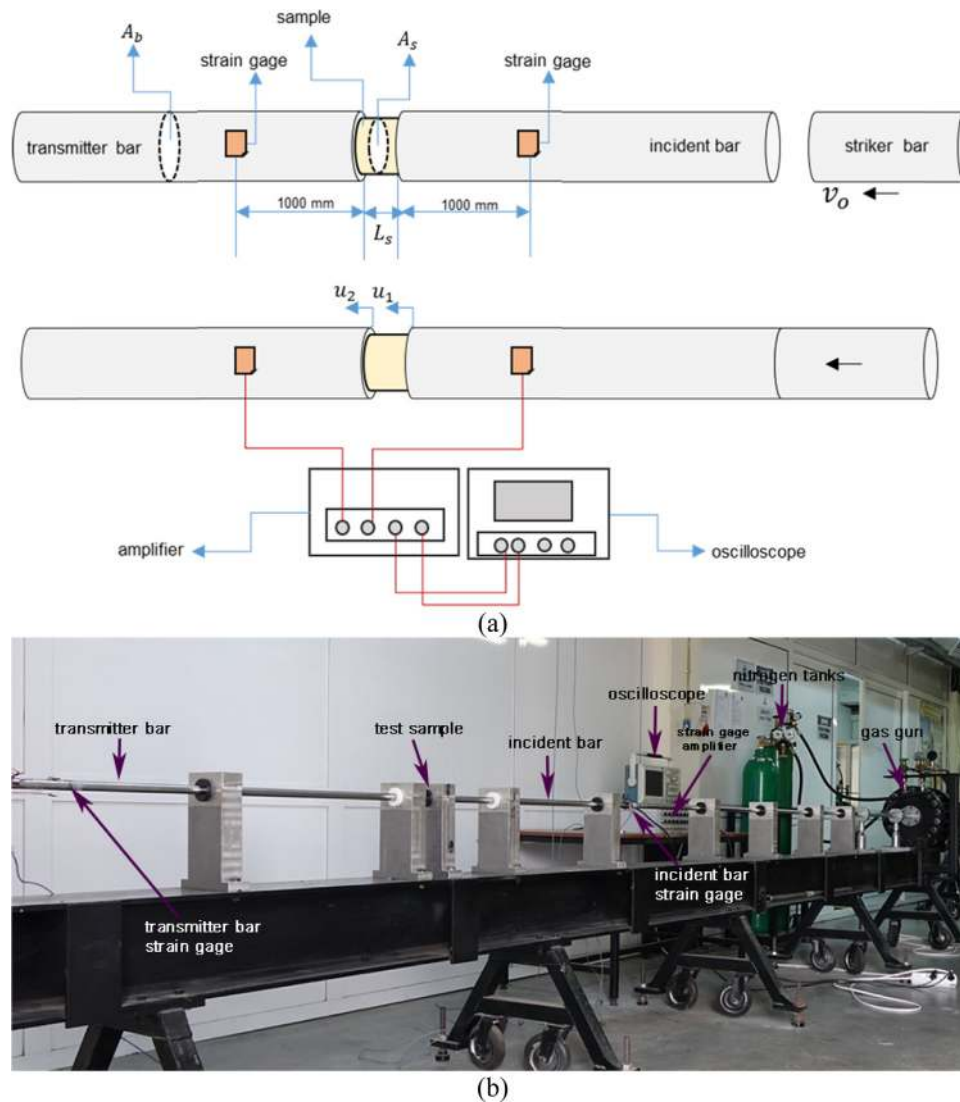 A_b
sample
A_s
strain gage
strain gage
transmitter bar
incident bar
striker bar
1000 mm
1000 mm
v_o
L_s
u_2
u_1
amplifier
oscilloscope
(a)
nitrogen tanks
oscilloscope
transmitter bar
test sample
incident bar
strain gage
amplifier
gas gun
incident bar
strain gage
transmitter bar
strain gage
(b)